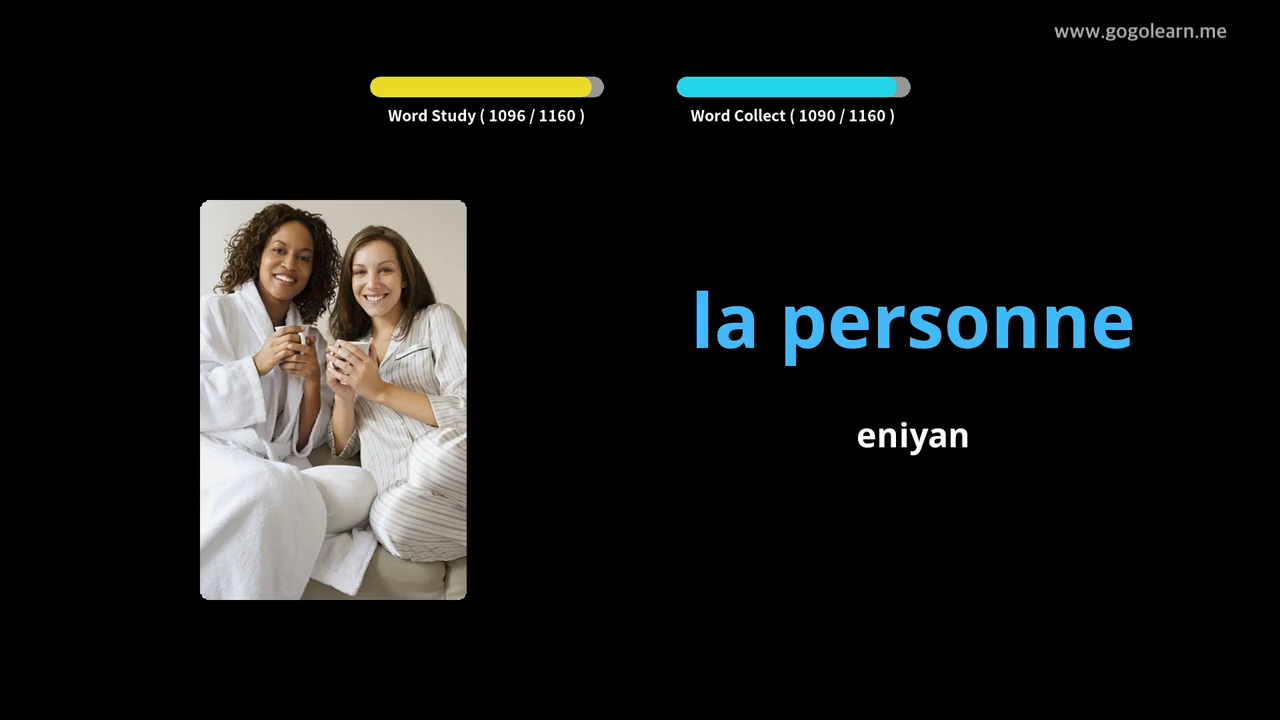 www.gogolearn.me
Word Study ( 1096 / 1160 )
Word Collect ( 1090 / 1160 )
la personne
eniyan